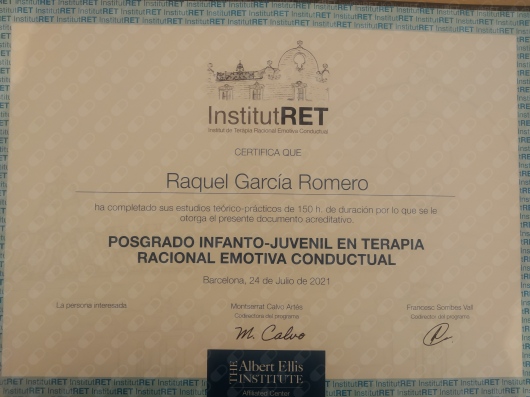 InstitutRET
Institut de Terapia Racional Emotiva Conductual
CERTIFICA QUE
Raquel García Romero
ha completado sus estudios teórico-prácticos de 150 h. de duración por lo que se le
otorga el presente documento acreditativo.
POSGRADO INFANTO-JUVENIL EN TERAPIA
RACIONAL EMOTIVA CONDUCTUAL
Barcelona, 24 de Julio de 2021
La persona interesada
Montserrat Calvo Artés
Francesc Sorribes Vall
Codirectora del programa
Codirector del programa
M. Calvo
THE Albert Ellis
INSTITUTE
Affiliated Center